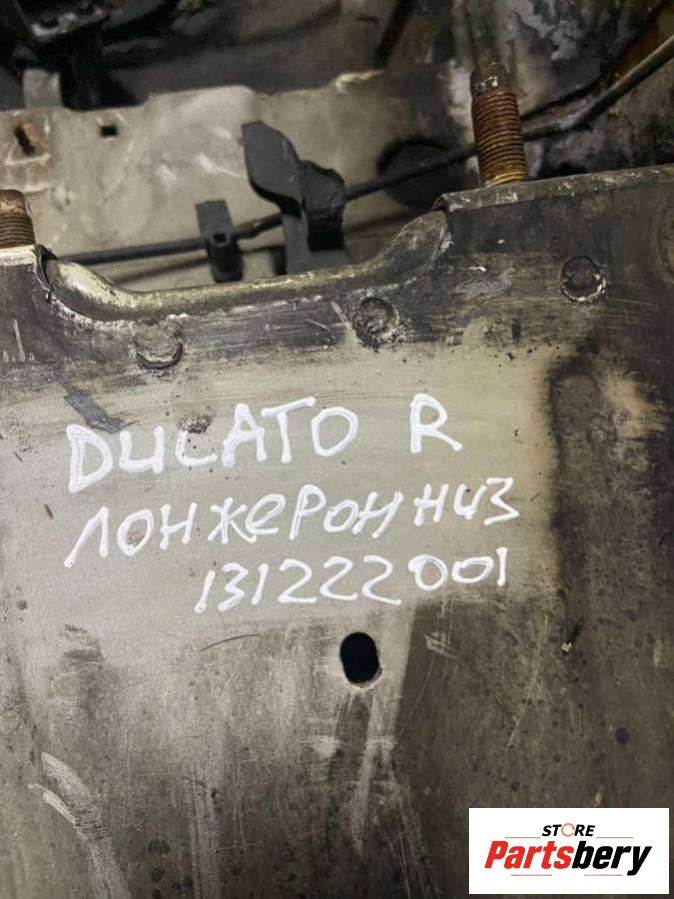 DUCATO R
ЛОНЖЕРОН НИЗ
131222001
STORE
Partsbery